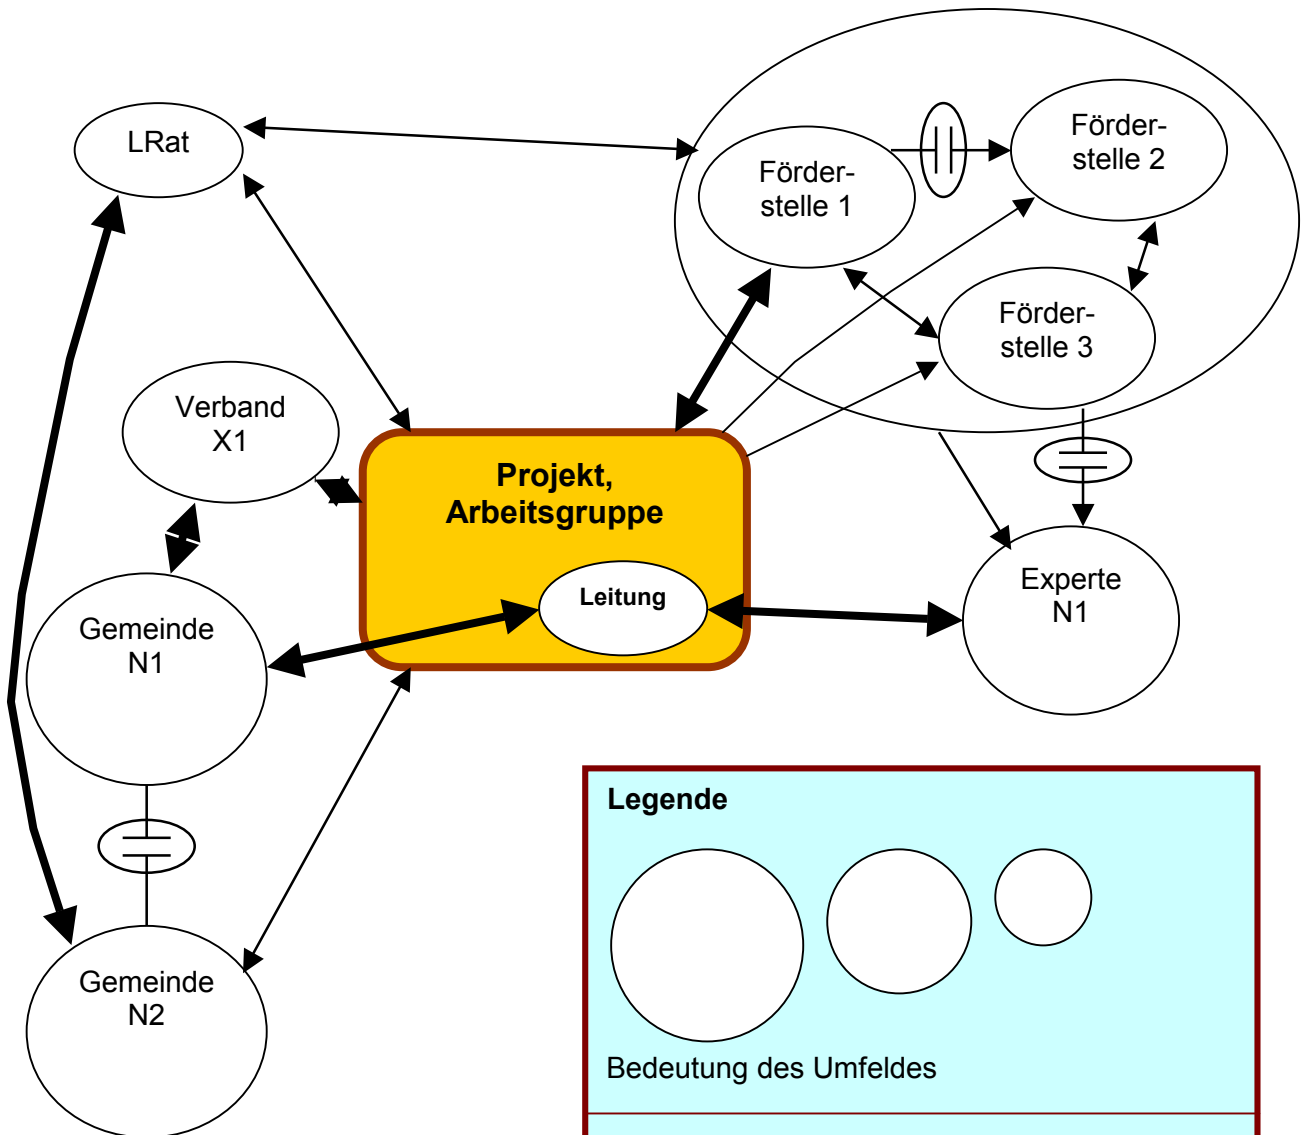 LRat
Förder-
stelle 1
Förder-
stelle 2
Förder-
stelle 3
Verband
X1
Projekt,
Arbeitsgruppe
Leitung
Experte
N1
Gemeinde
N1
Gemeinde
N2
Legende
Bedeutung des Umfeldes